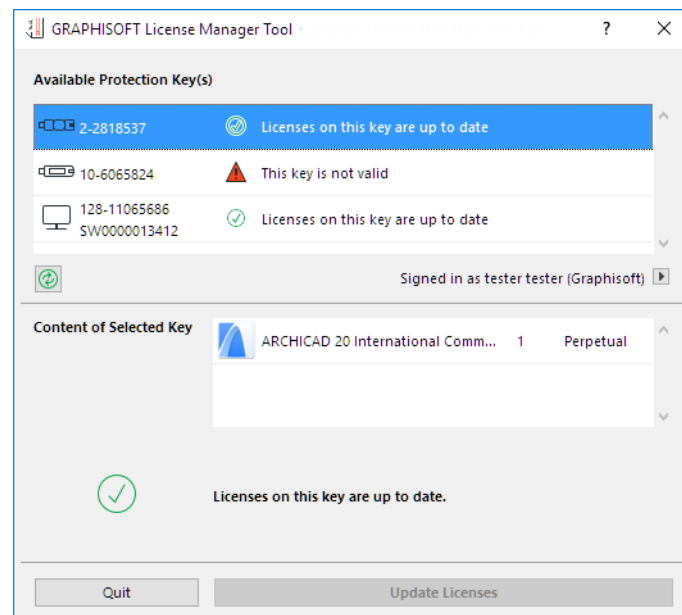 GRAPHISOFT License Manager Tool ? ×
Available Protection Key(s)
2-2818537 Licenses on this key are up to date
10-6065824 This key is not valid
128-11065686
SW0000013412 Licenses on this key are up to date
Signed in as tester tester (Graphisoft)
Content of Selected Key
ARCHICAD 20 International Comm... 1 Perpetual
Licenses on this key are up to date.
Quit Update Licenses